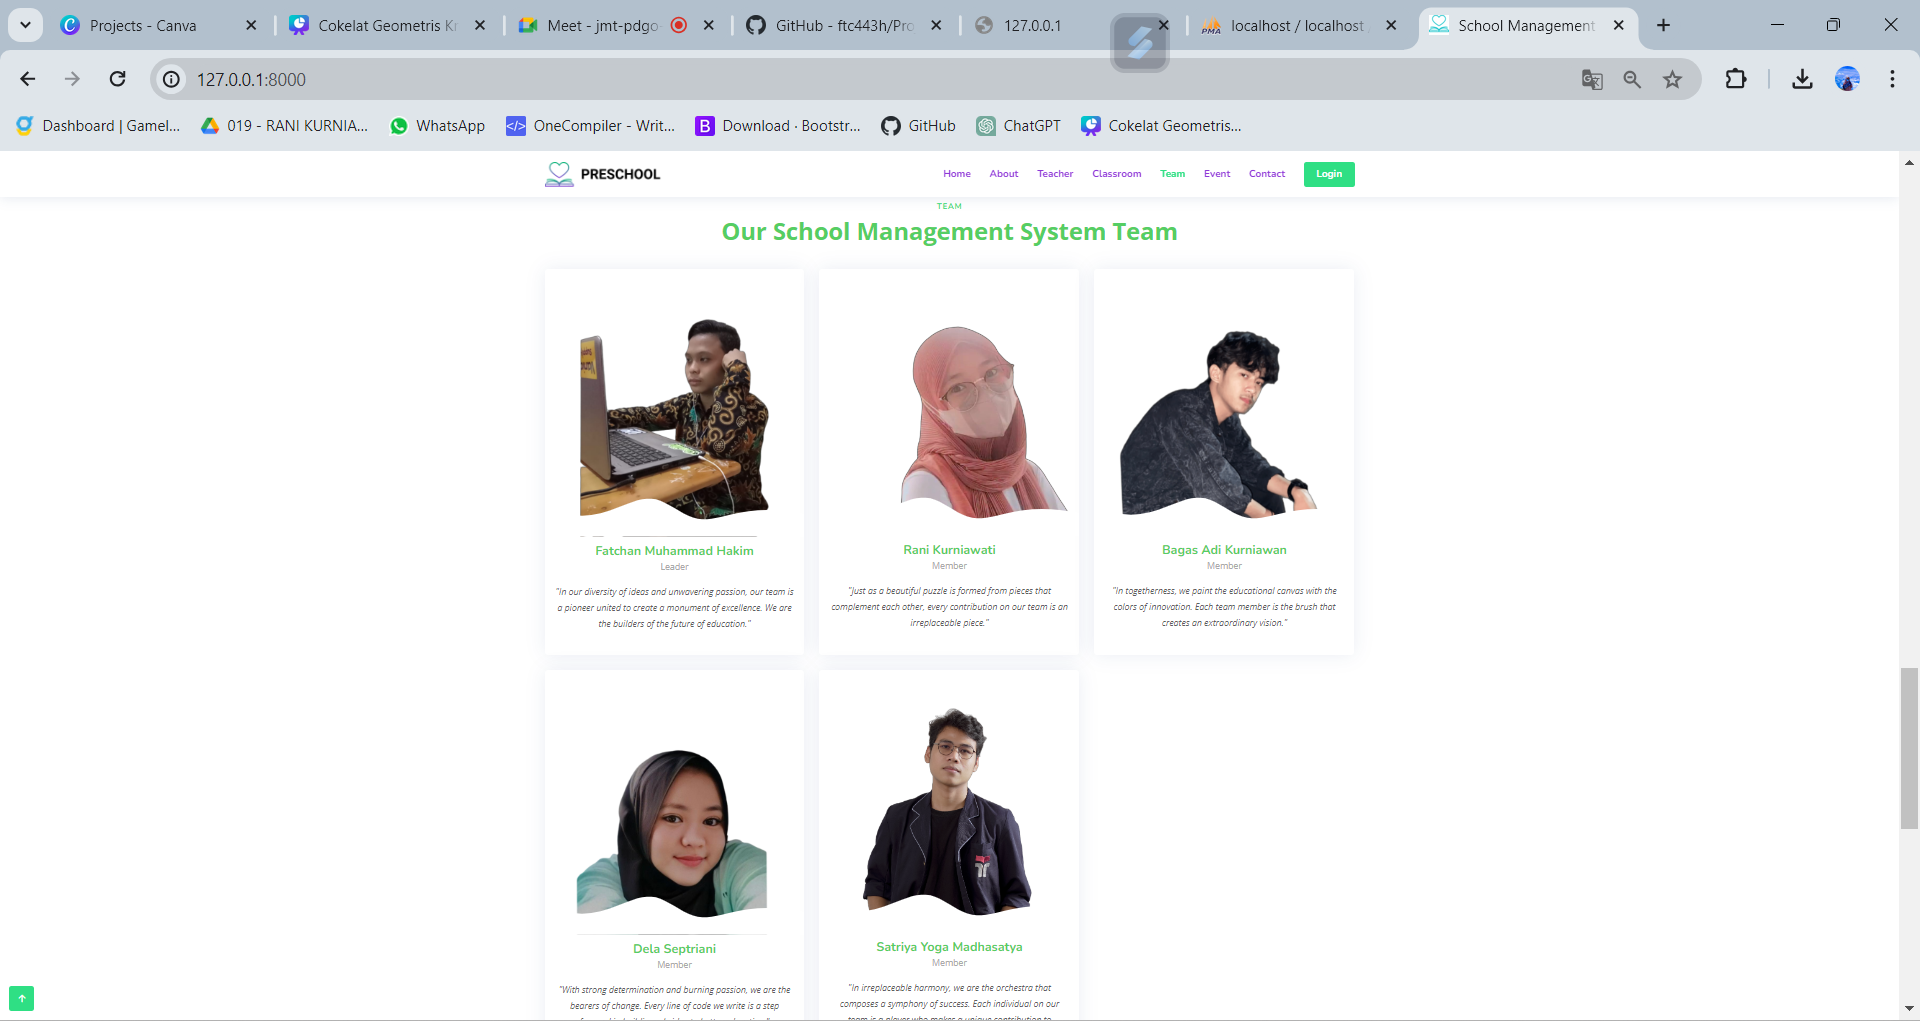 Projects - Canva
Cokelat Geometris Kr
Meet - jmt-pdgo
GitHub - ftc443h/Pro
127.0.0.1
localhost / localhost
School Management
127.0.0.1:8000
Dashboard | Gamel...
019 - RANI KURNIA...
WhatsApp
OneCompiler - Writ...
Download · Bootstr...
GitHub
ChatGPT
Cokelat Geometris...
PRESCHOOL
Home
About
Teacher
Classroom
Team
Event
Contact
Login
TEAM
Our School Management System Team
Fatchan Muhammad Hakim
Leader
"In our diversity of ideas and unwavering passion, our team is
a pioneer united to create a monument of excellence. We are
the builders of the future of education."
Rani Kurniawati
Member
"Just as a beautiful puzzle is formed from pieces that
complement each other, every contribution on our team is an
irreplaceable piece."
Bagas Adi Kurniawan
Member
"In togetherness, we paint the educational canvas with the
colors of innovation. Each team member is the brush that
creates an extraordinary vision."
Dela Septriani
Member
"With strong determination and burning passion, we are the
bearers of change. Every line of code we write is a step
Satriya Yoga Madhasatya
Member
"In irreplaceable harmony, we are the orchestra that
composes a symphony of success. Each individual on our
team is a player who makes a unique contribution to